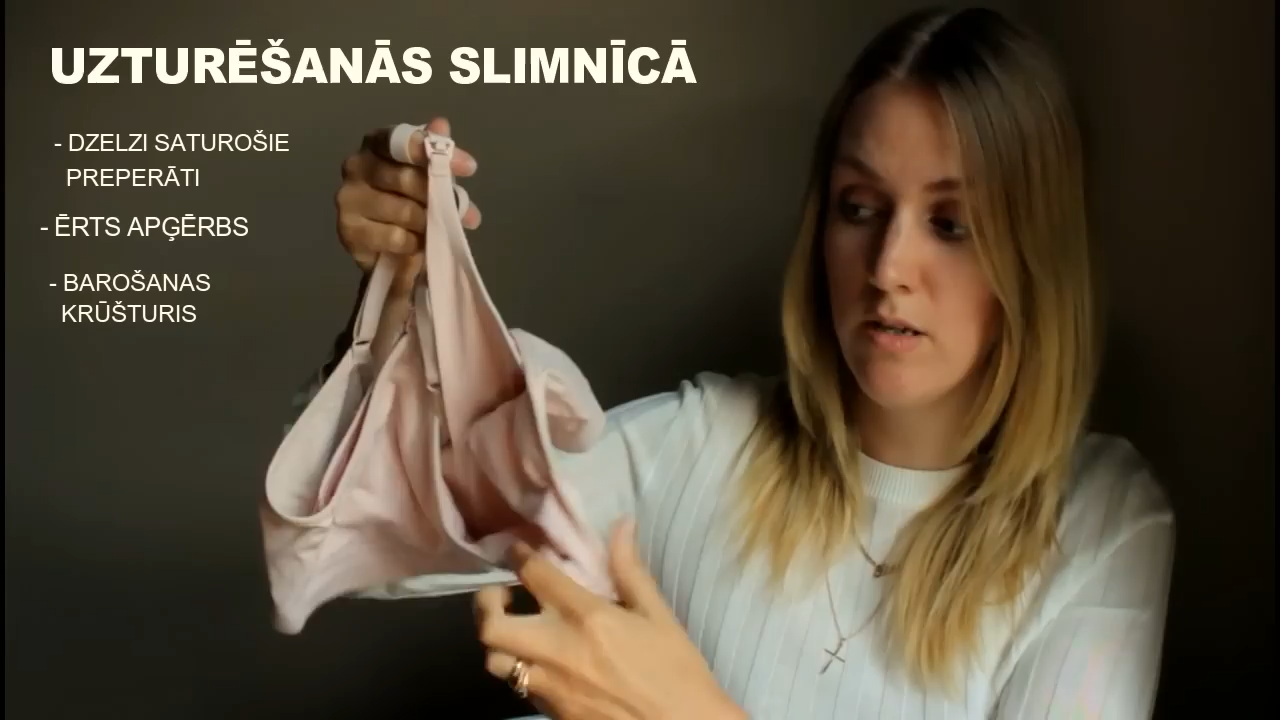 UZTURĒŠANĀS SLIMNĪCĀ
- DZELZI SATUROŠIE
PREPERĀTI
- ĒRTS APĢĒRBS
- BAROŠANAS
KRŪŠTURIS